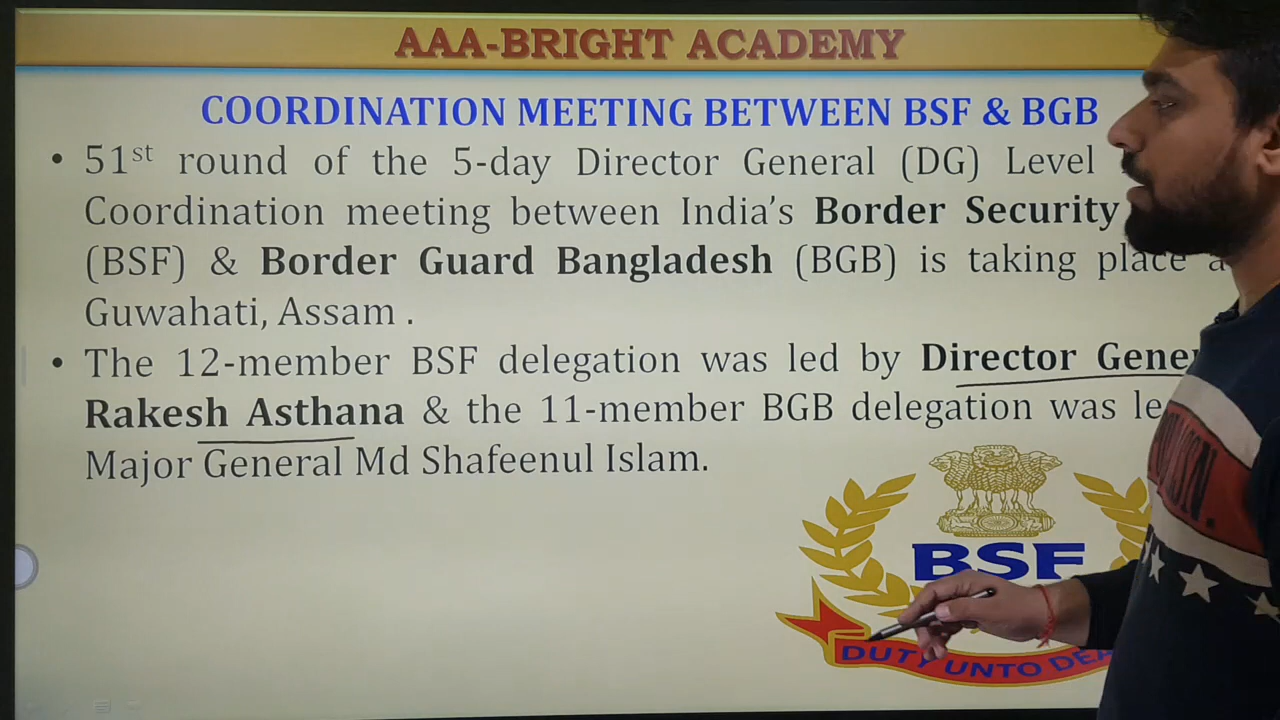 AAA-BRIGHT ACADEMY
COORDINATION MEETING BETWEEN BSF & BGB
• 51st round of the 5-day Director General (DG) Level
Coordination meeting between India's Border Security
(BSF) & Border Guard Bangladesh (BGB) is taking place
Guwahati, Assam .
• The 12-member BSF delegation was led by Director
Rakesh Asthana & the 11-member BGB delegation was
Major General Md Shafeenul Islam.
BSF
DUTY UNTO